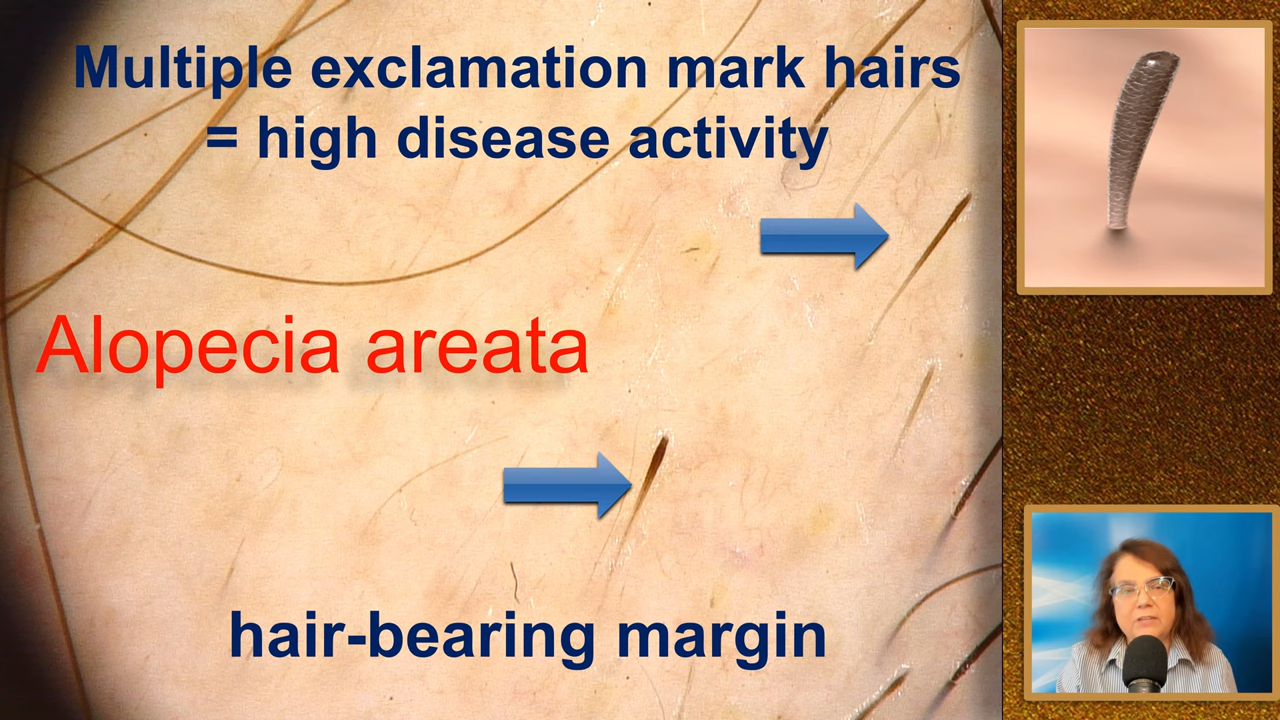 Multiple exclamation mark hairs
= high disease activity
Alopecia areata
hair-bearing margin